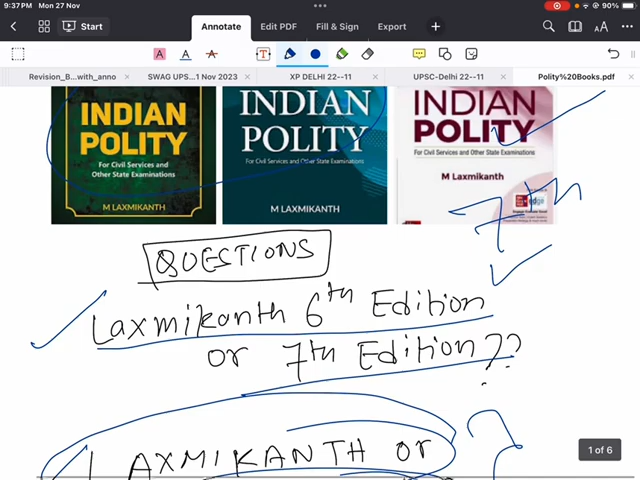 9:37PM Mon 27 Nov
90%
Start
Annotate
Edit PDF
Fill & Sign
Export
Revision_B...with_anno
SWAG UPS...1 Nov 2023
XP DELHI 22--11
UPSC-Delhi 22--11
Polity%20Books.pdf
INDIAN
POLITY
For Civil Services and
Other State Examinations
M LAXMIKANTH
INDIAN
POLITY
For Civil Services and Other State Examinations
M LAXMIKANTH
INDIAN
POLITY
For Civil Services and Other State Examinations
M Laxmikanth
edge
7th
QUESTIONS
Laxmikanth 6th Edition
or 7th Edition??
LAXMIKANTH or
?
1 of 6